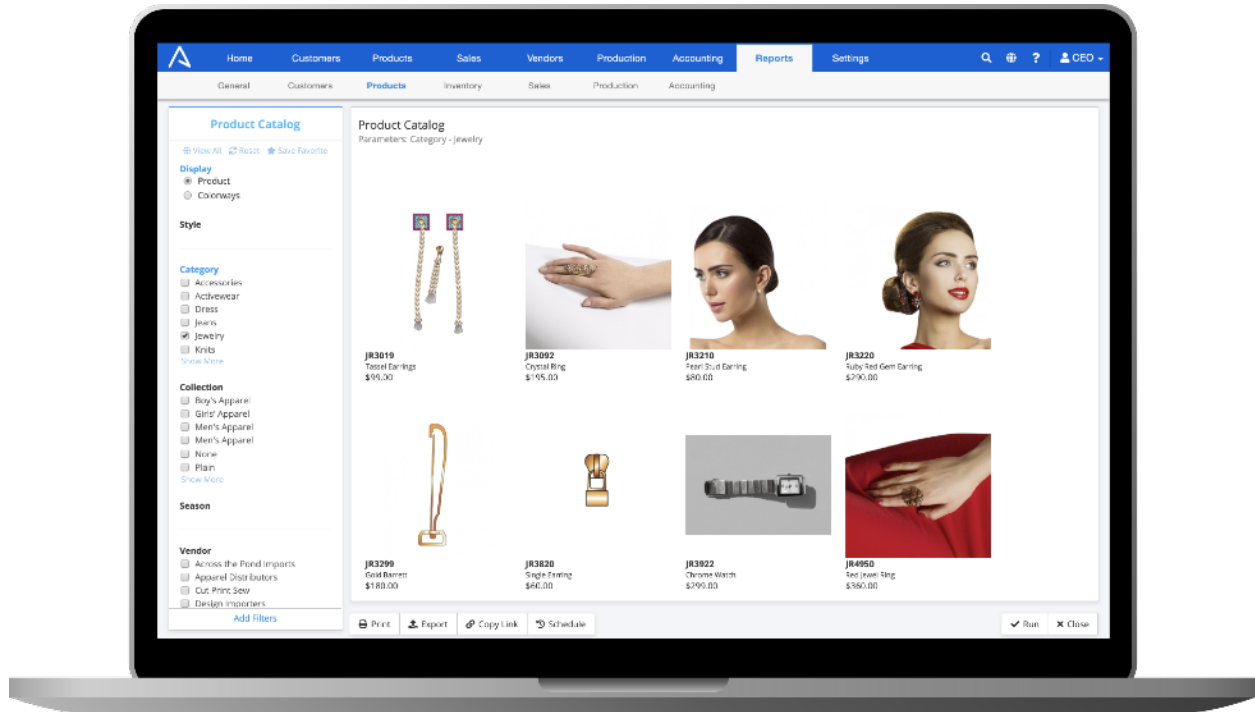 Home Customers Products Sales Vendors Production Accounting Reports Settings ? CEO
General Customers Products Inventory Sales Production Accounting
Product Catalog
View All Reset Save Favorite
Display
Product
Colorways
Style
Category
Accessories
Activewear
Dress
Jeans
Jewelry
Knits
Show More
Collection
Boy's Apparel
Girls' Apparel
Men's Apparel
Men's Apparel
None
Plain
Show More
Season
Vendor
Across the Pond Imports
Apparel Distributors
Cut Print Sew
Design Importers
Add Filters
Product Catalog
Parameters: Category - Jewelry
JR3019
Tassel Earrings
$99.00
JR3092
Crystal Ring
$195.00
JR3210
Pearl Stud Earring
$80.00
JR3220
Ruby Red Gem Earring
$290.00
JR3299
Gold Barrett
$180.00
JR3820
Single Earring
$60.00
JR3922
Chrome Watch
$299.00
JR4950
Red Jewel Ring
$360.00
Print Export Copy Link Schedule Run Close